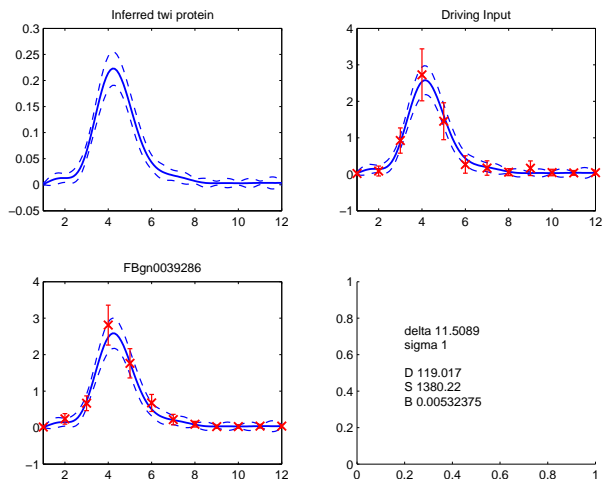 Inferred twi protein
0.3
0.25
0.2
0.15
0.1
0.05
0
−0.05
2 4 6 8 10 12
Driving Input
4
3
2
1
0
−1
2 4 6 8 10 12
FBgn0039286
4
3
2
1
0
−1
2 4 6 8 10 12
1
0.8
0.6
0.4
0.2
0
0 0.2 0.4 0.6 0.8 1
delta 11.5089
sigma 1
D 119.017
S 1380.22
B 0.00532375